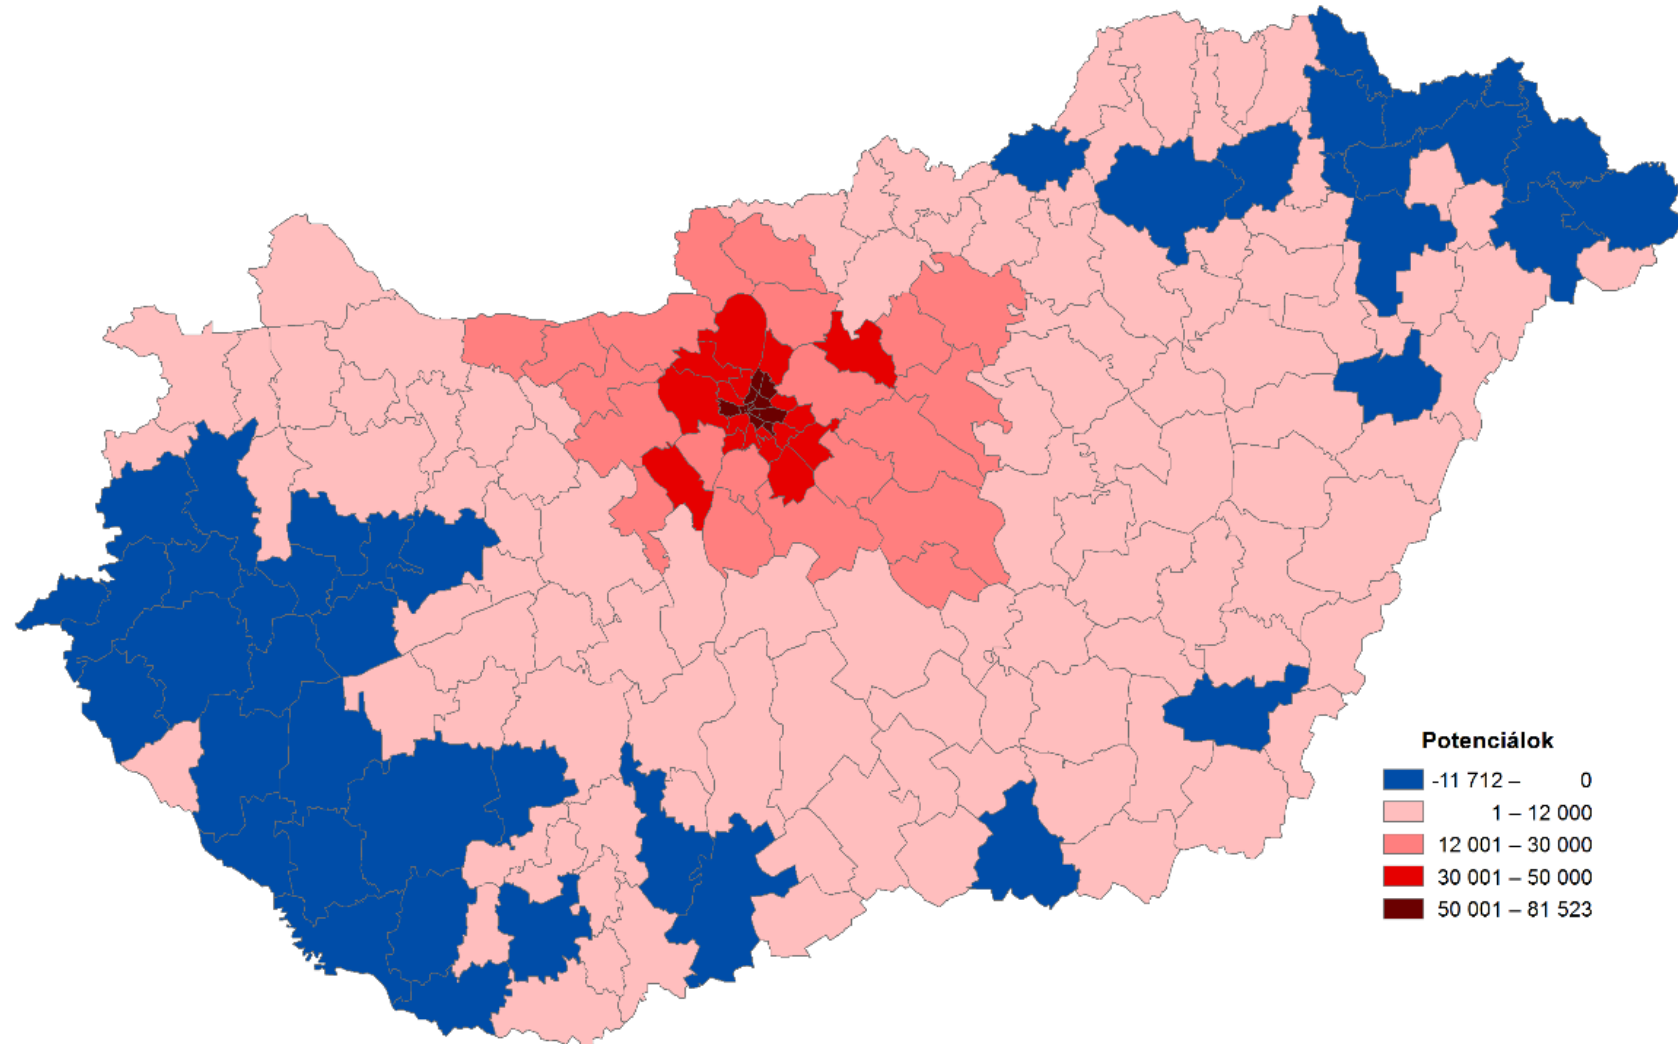 Potenciálok
-11 712 – 0
1 – 12 000
12 001 – 30 000
30 001 – 50 000
50 001 – 81 523